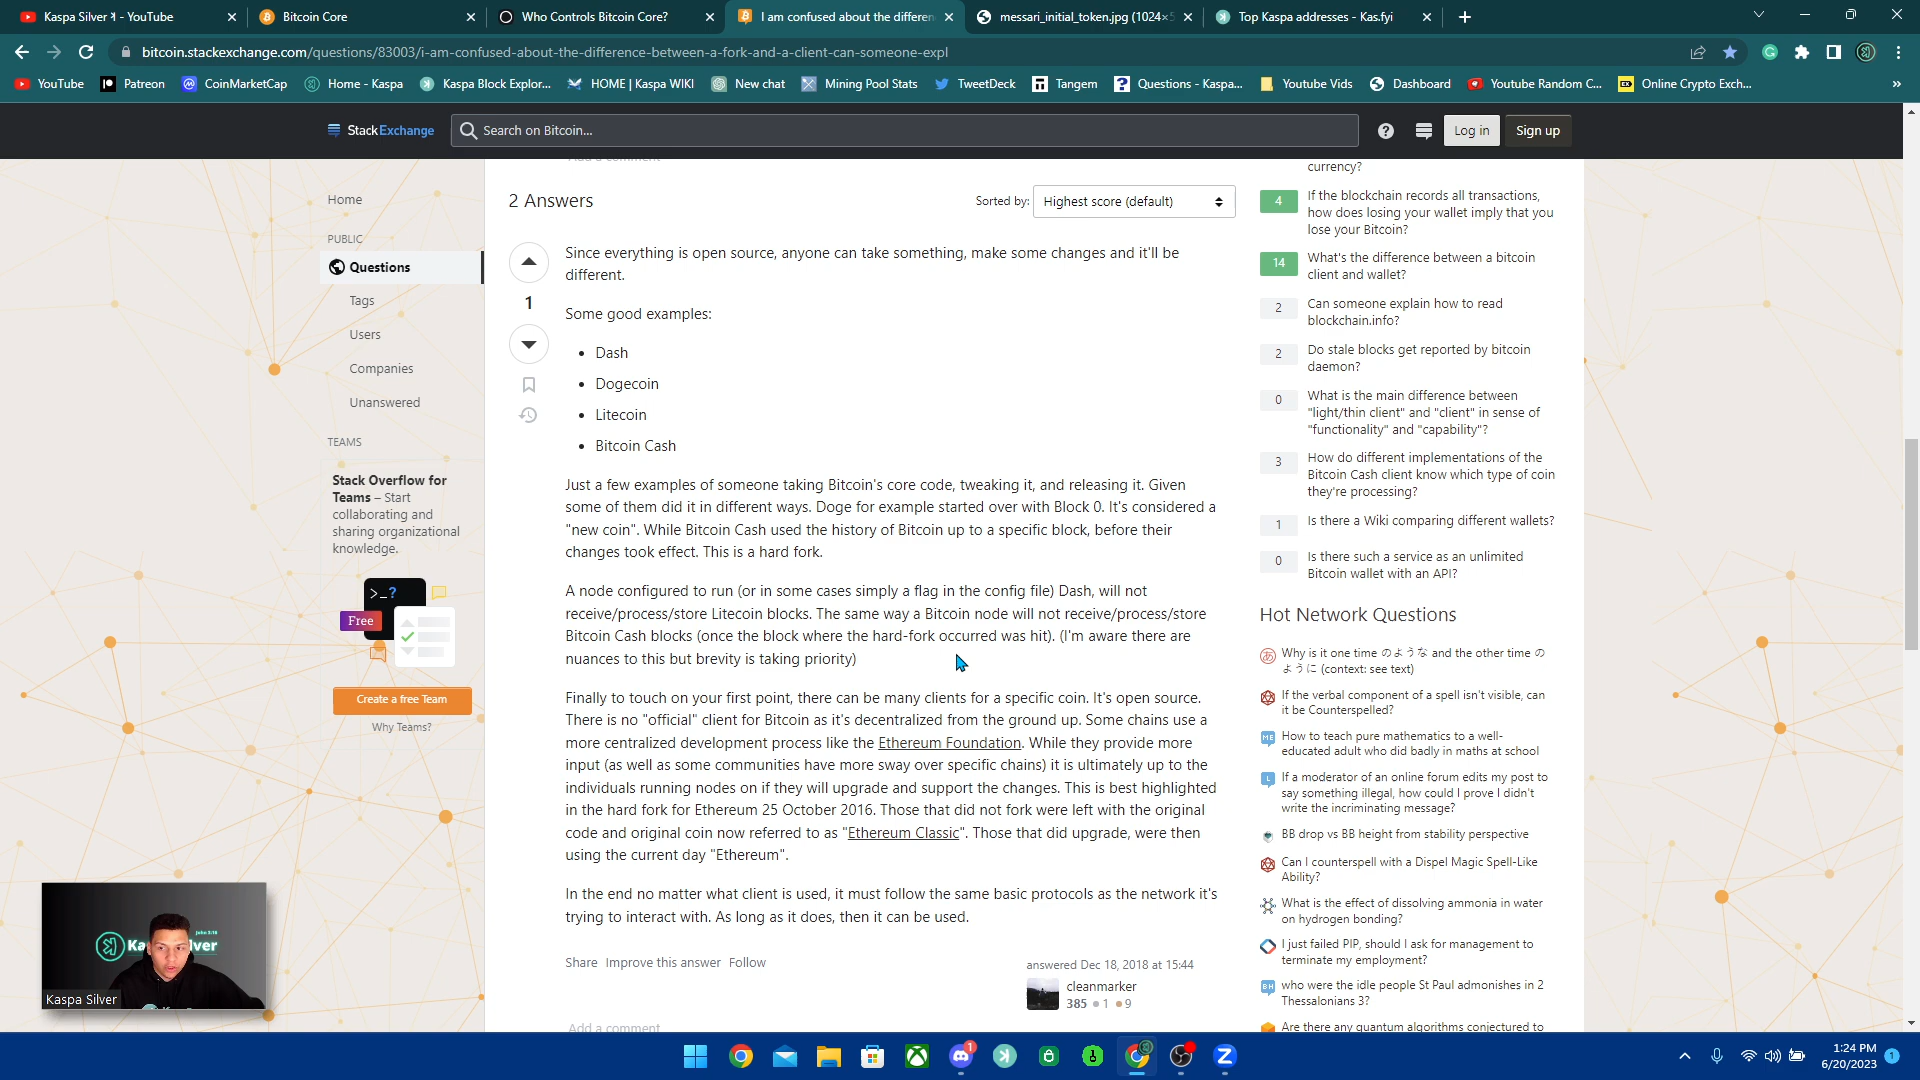 Kaspa Silver - YouTube
Bitcoin Core
Who Controls Bitcoin Core?
I am confused about the differen
messari_initial_token.jpg (1024×5
Top Kaspa addresses - Kas.fyi
bitcoin.stackexchange.com/questions/83003/i-am-confused-about-the-difference-between-a-fork-and-a-client-can-someone-expl
YouTube
Patreon
CoinMarketCap
Home - Kaspa
Kaspa Block Explor...
HOME | Kaspa WIKI
New chat
Mining Pool Stats
TweetDeck
Tangem
Questions - Kaspa...
Youtube Vids
Dashboard
Youtube Random C...
Online Crypto Exch...
StackExchange
Search on Bitcoin...
Log in
Sign up
Home
PUBLIC
Questions
Tags
Users
Companies
Unanswered
TEAMS
Stack Overflow for
Teams – Start
collaborating and
sharing organizational
knowledge.
>_?
Free
Create a free Team
Why Teams?
Add a comment
2 Answers
Sorted by:
Highest score (default)
1
Since everything is open source, anyone can take something, make some changes and it'll be
different.
Some good examples:
• Dash
• Dogecoin
• Litecoin
• Bitcoin Cash
Just a few examples of someone taking Bitcoin's core code, tweaking it, and releasing it. Given
some of them did it in different ways. Doge for example started over with Block 0. It's considered a
"new coin". While Bitcoin Cash used the history of Bitcoin up to a specific block, before their
changes took effect. This is a hard fork.
A node configured to run (or in some cases simply a flag in the config file) Dash, will not
receive/process/store Litecoin blocks. The same way a Bitcoin node will not receive/process/store
Bitcoin Cash blocks (once the block where the hard-fork occurred was hit). (I'm aware there are
nuances to this but brevity is taking priority)
Finally to touch on your first point, there can be many clients for a specific coin. It's open source.
There is no "official" client for Bitcoin as it's decentralized from the ground up. Some chains use a
more centralized development process like the Ethereum Foundation. While they provide more
input (as well as some communities have more sway over specific chains) it is ultimately up to the
individuals running nodes on if they will upgrade and support the changes. This is best highlighted
in the hard fork for Ethereum 25 October 2016. Those that did not fork were left with the original
code and original coin now referred to as "Ethereum Classic". Those that did upgrade, were then
using the current day "Ethereum".
In the end no matter what client is used, it must follow the same basic protocols as the network it's
trying to interact with. As long as it does, then it can be used.
Share Improve this answer Follow
answered Dec 18, 2018 at 15:44
cleanmarker
385 1 9
Add a comment
currency?
4
If the blockchain records all transactions,
how does losing your wallet imply that you
lose your Bitcoin?
14
What's the difference between a bitcoin
client and wallet?
2
Can someone explain how to read
blockchain.info?
2
Do stale blocks get reported by bitcoin
daemon?
0
What is the main difference between
"light/thin client" and "client" in sense of
"functionality" and "capability"?
3
How do different implementations of the
Bitcoin Cash client know which type of coin
they're processing?
1
Is there a Wiki comparing different wallets?
0
Is there such a service as an unlimited
Bitcoin wallet with an API?
Hot Network Questions
Why is it one time のような and the other time の
ように (context: see text)
If the verbal component of a spell isn't visible, can
it be Counterspelled?
How to teach pure mathematics to a well-
educated adult who did badly in maths at school
If a moderator of an online forum edits my post to
say something illegal, how could I prove I didn't
write the incriminating message?
BB drop vs BB height from stability perspective
Can I counterspell with a Dispel Magic Spell-Like
Ability?
What is the effect of dissolving ammonia in water
on hydrogen bonding?
I just failed PIP, should I ask for management to
terminate my employment?
who were the idle people St Paul admonishes in 2
Thessalonians 3?
Are there any quantum algorithms conjectured to
Kaspa Silver
1:24 PM
6/20/2023
1